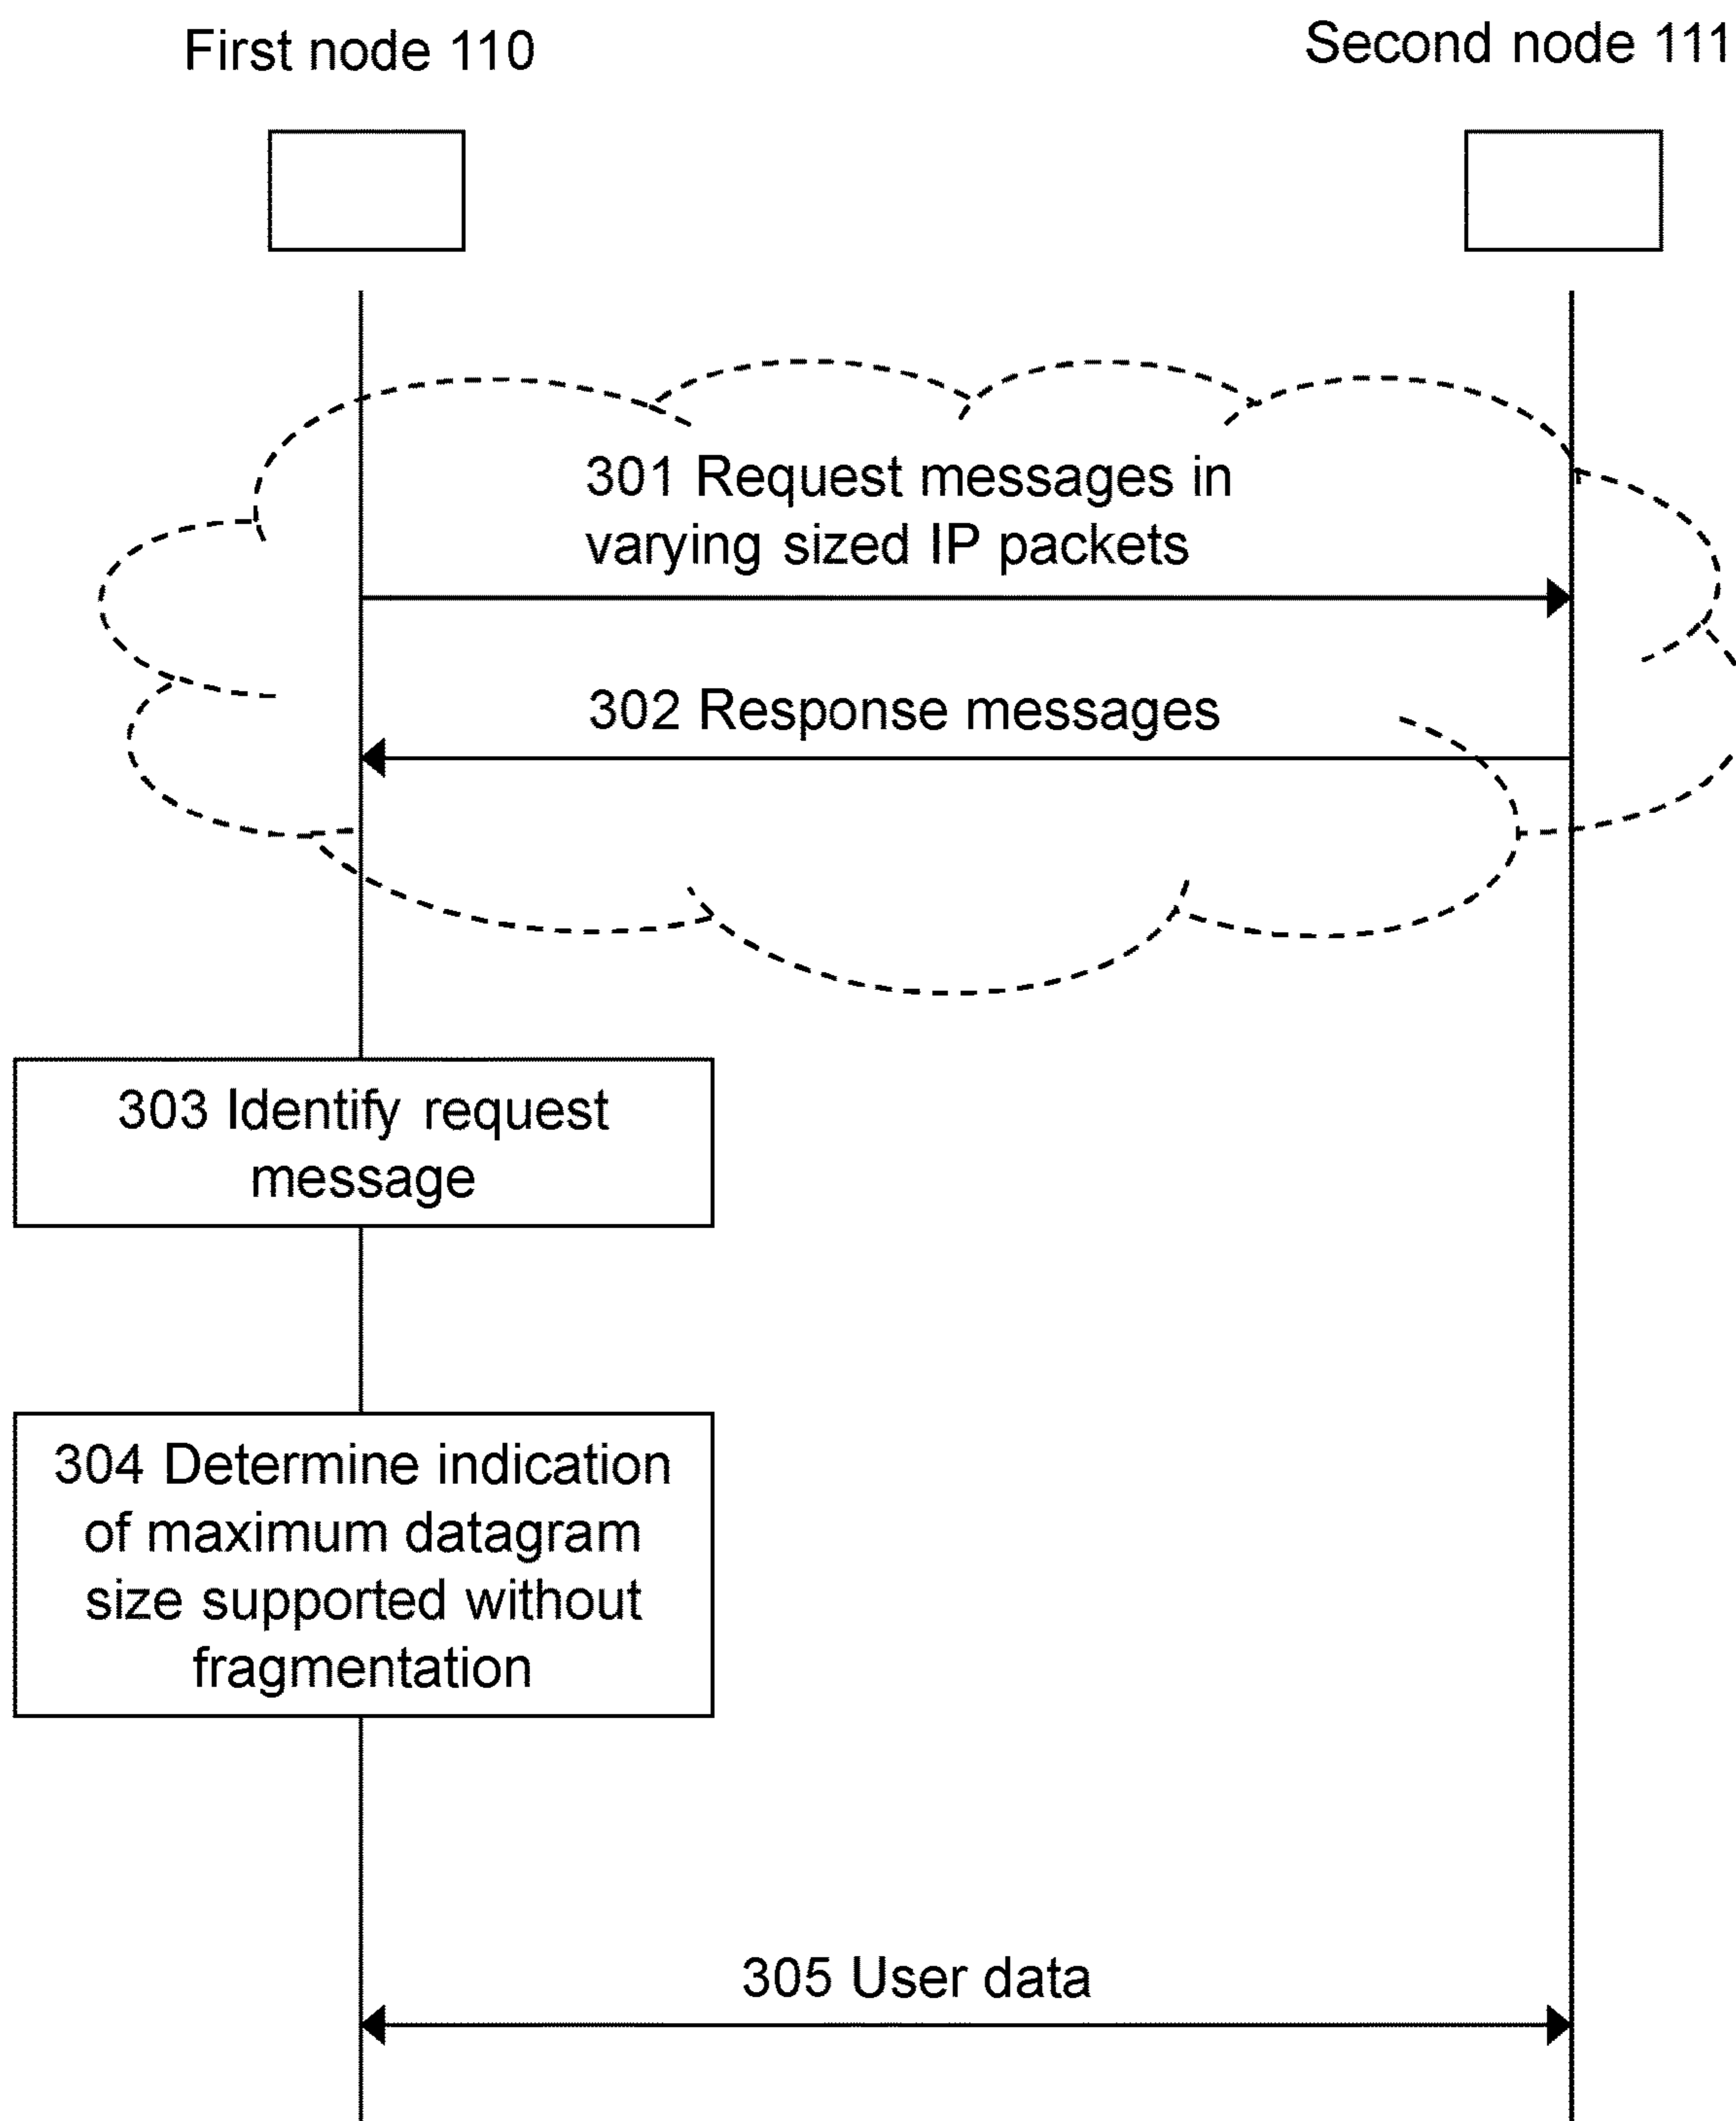 First node 110
Second node 111
301 Request messages in
varying sized IP packets
302 Response messages
303 Identify request
message
304 Determine indication
of maximum datagram
size supported without
fragmentation
305 User data